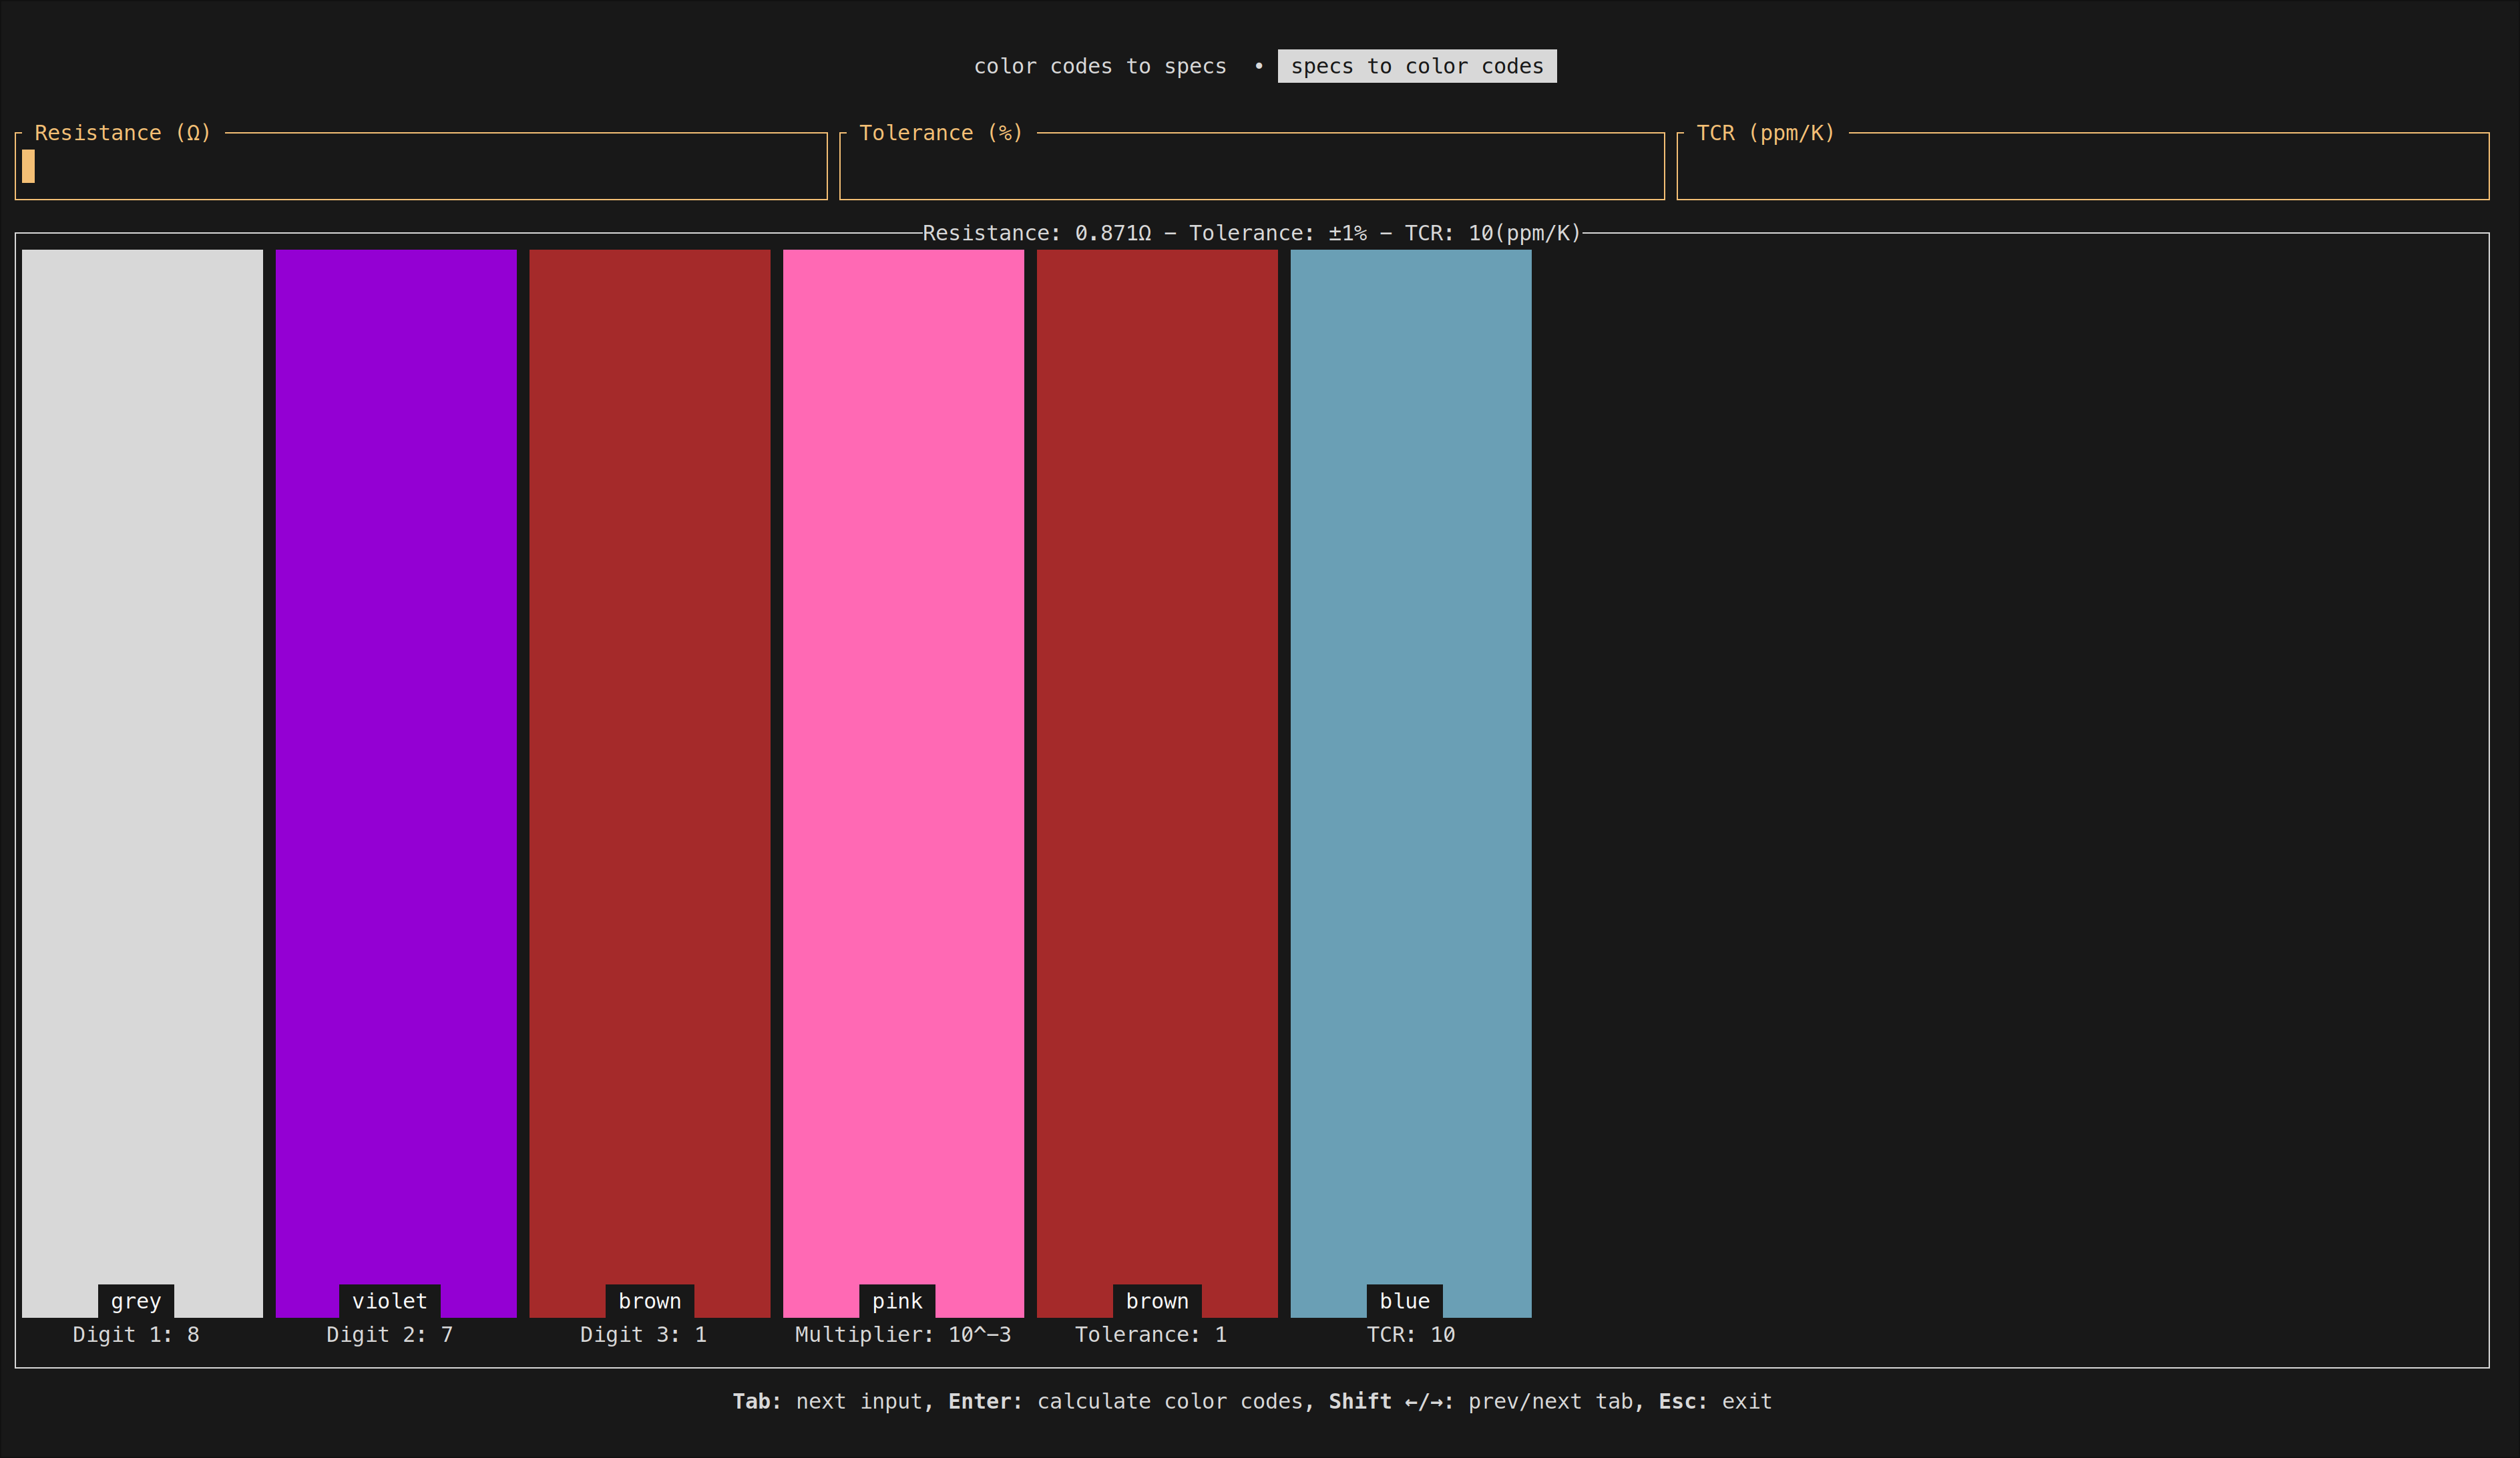 color codes to specs • specs to color codes
Resistance (Ω) Tolerance (%) TCR (ppm/K)
Resistance: 0.871Ω − Tolerance: ±1% − TCR: 10(ppm/K)
grey violet brown pink brown blue
Digit 1: 8 Digit 2: 7 Digit 3: 1 Multiplier: 10^−3 Tolerance: 1 TCR: 10
Tab: next input, Enter: calculate color codes, Shift ←/→: prev/next tab, Esc: exit